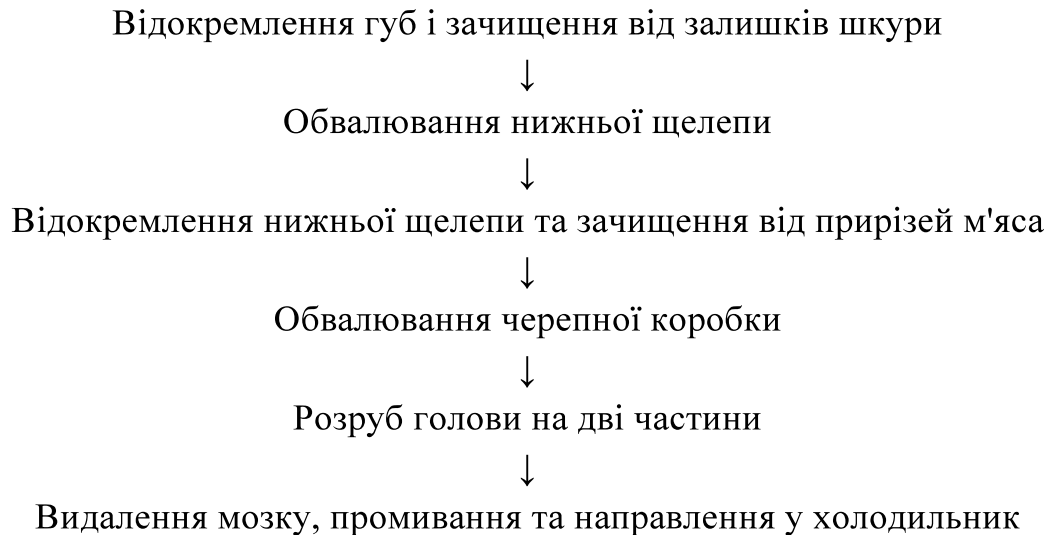 Відокремлення губ і зачищення від залишків шкури
↓
Обвалювання нижньої щелепи
↓
Відокремлення нижньої щелепи та зачищення від прирізей м'яса
↓
Обвалювання черепної коробки
↓
Розруб голови на дві частини
↓
Видалення мозку, промивання та направлення у холодильник